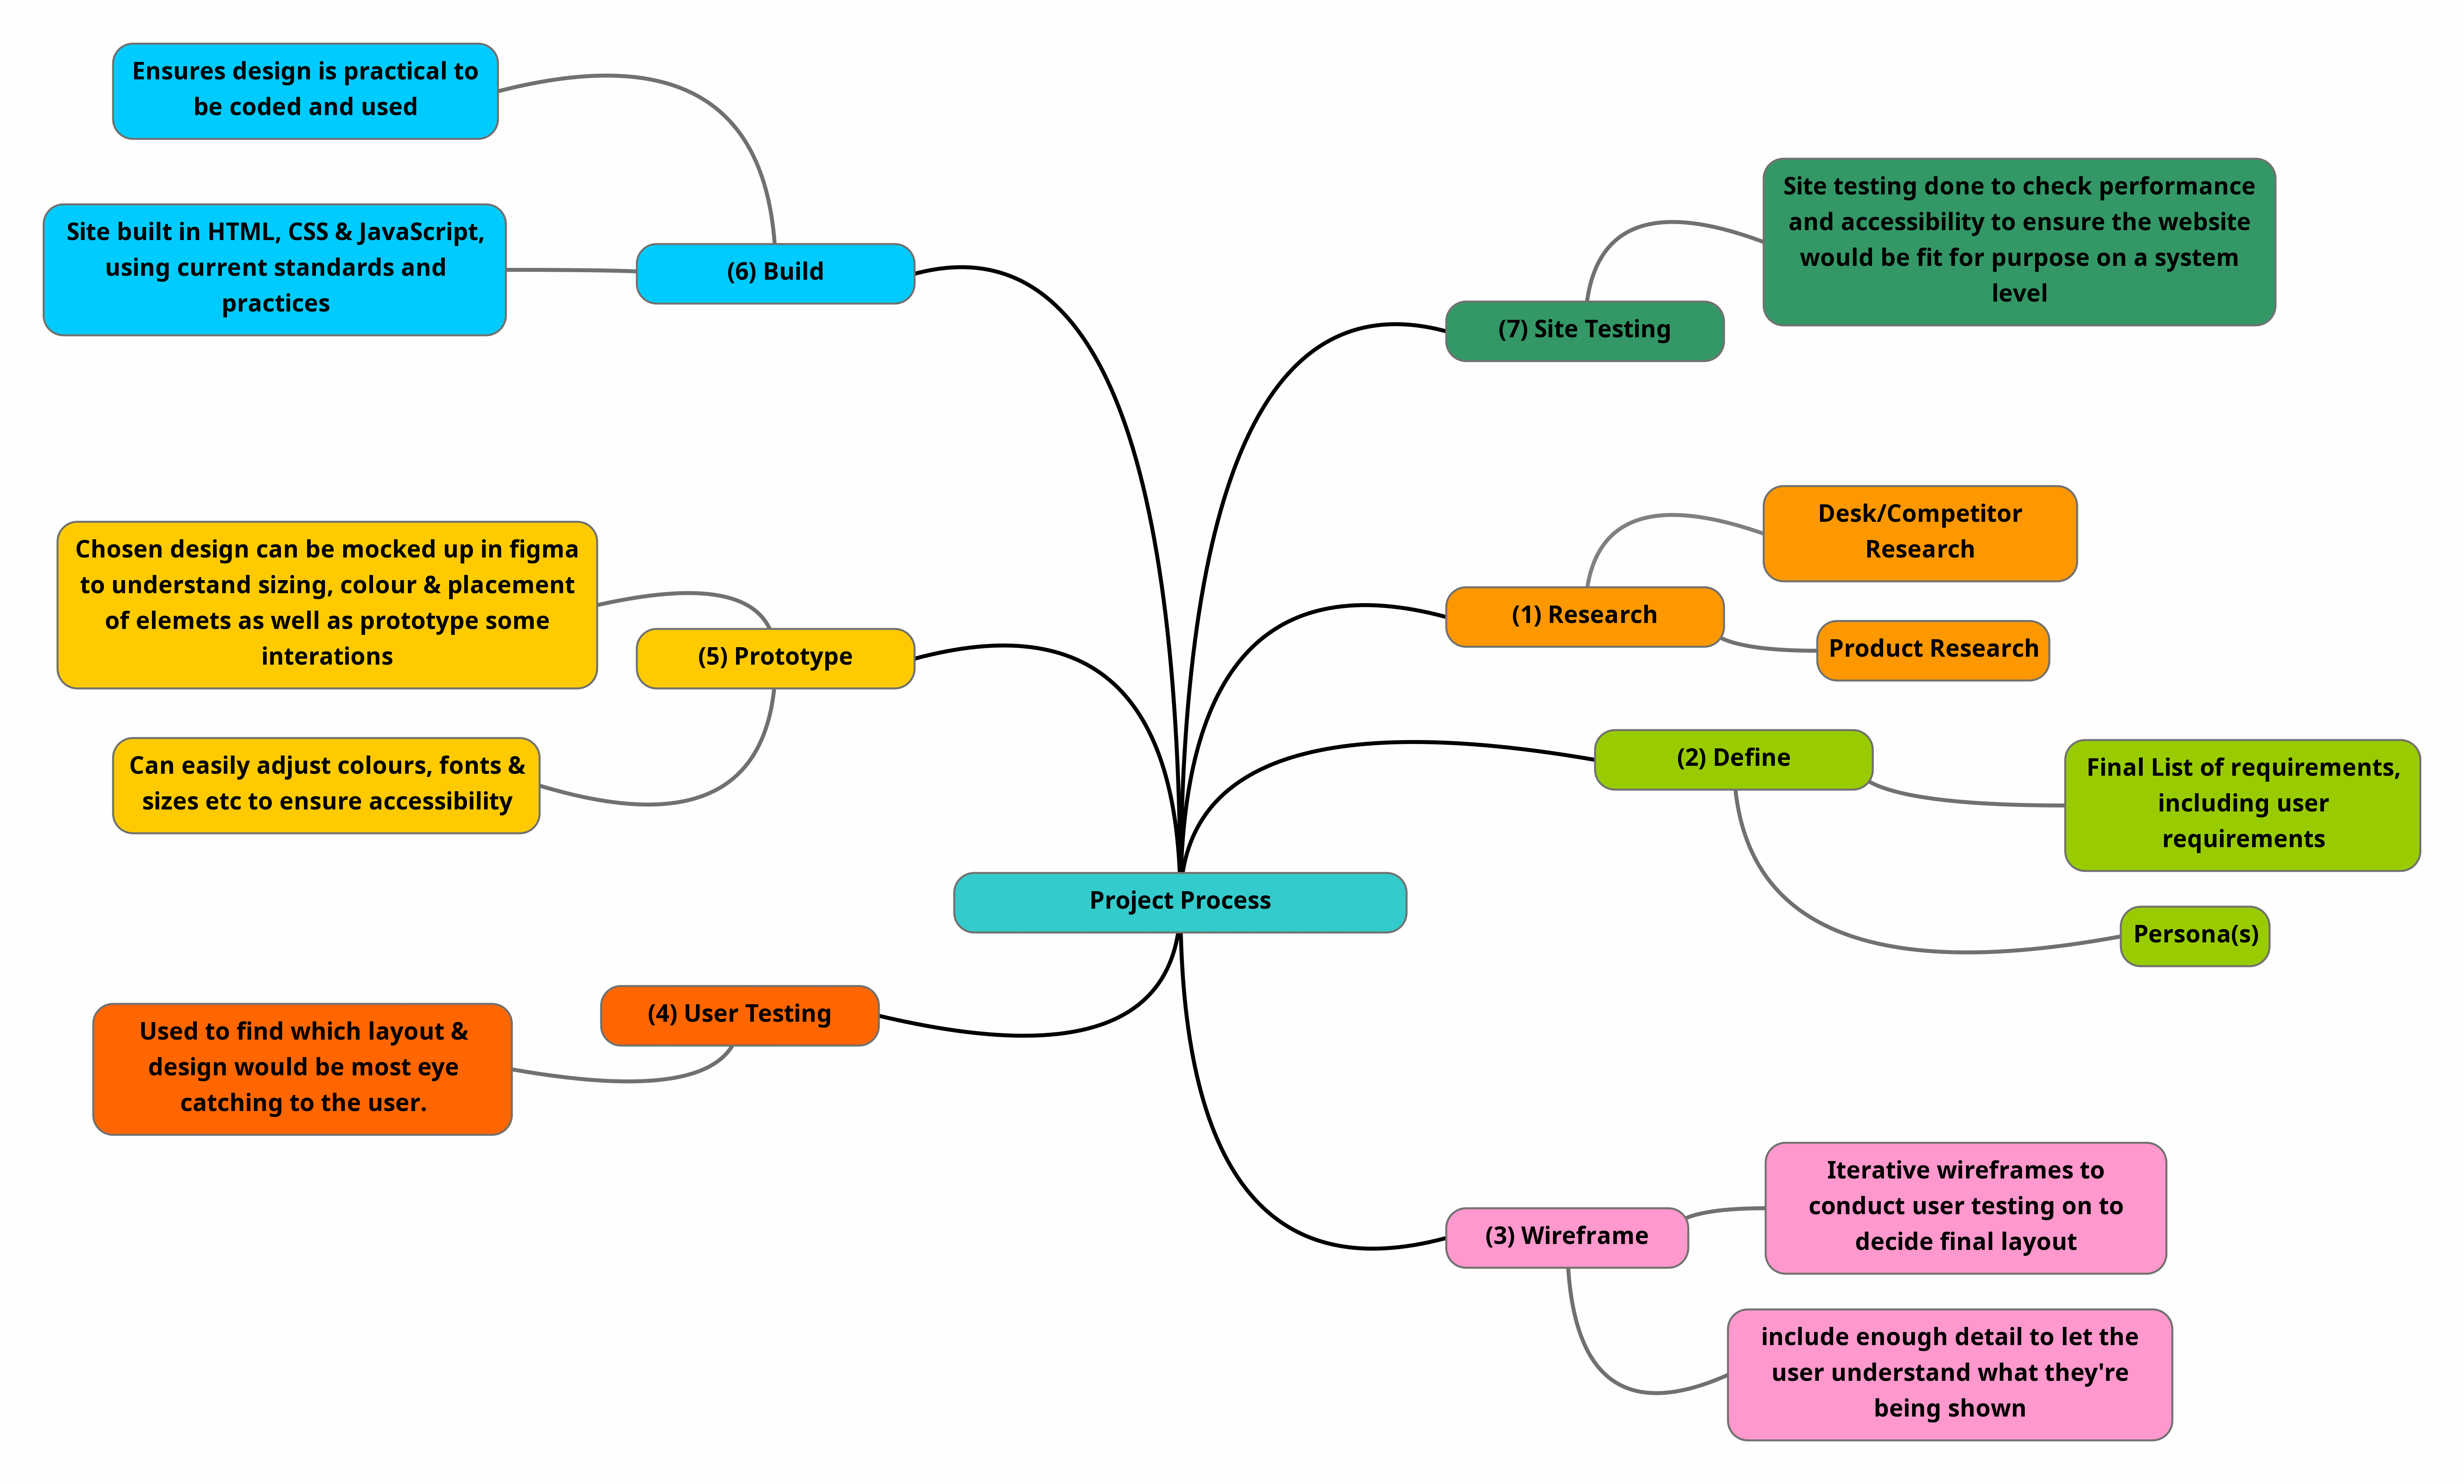 Ensures design is practical to
be coded and used
Site built in HTML, CSS & JavaScript,
using current standards and
practices
(6) Build
Site testing done to check performance
and accessibility to ensure the website
would be fit for purpose on a system
level
(7) Site Testing
Desk/Competitor
Research
(1) Research
Product Research
Chosen design can be mocked up in figma
to understand sizing, colour & placement
of elemets as well as prototype some
interations
(5) Prototype
Can easily adjust colours, fonts &
sizes etc to ensure accessibility
(2) Define
Final List of requirements,
including user
requirements
Persona(s)
Project Process
(4) User Testing
Used to find which layout &
design would be most eye
catching to the user.
(3) Wireframe
Iterative wireframes to
conduct user testing on to
decide final layout
include enough detail to let the
user understand what they're
being shown